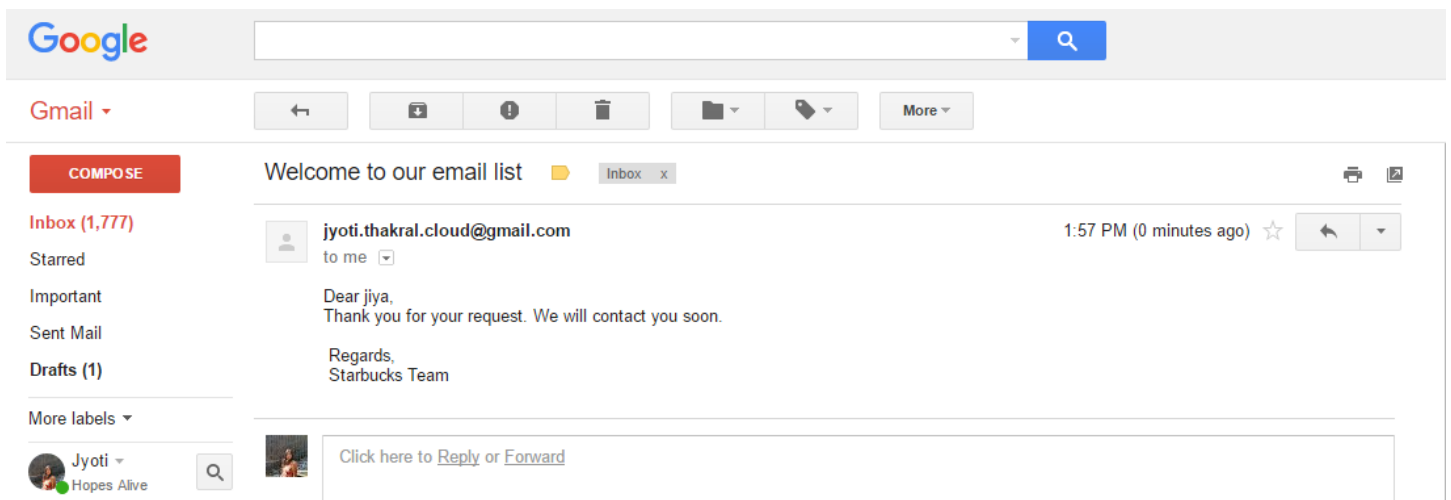 Google
Gmail
More
COMPOSE
Welcome to our email list
Inbox x
Inbox (1,777)
jyoti.thakral.cloud@gmail.com
1:57 PM (0 minutes ago)
to me
Starred
Important
Sent Mail
Drafts (1)
More labels
Dear jiya,
Thank you for your request. We will contact you soon.
Regards,
Starbucks Team
Jyoti
Hopes Alive
Click here to Reply or Forward